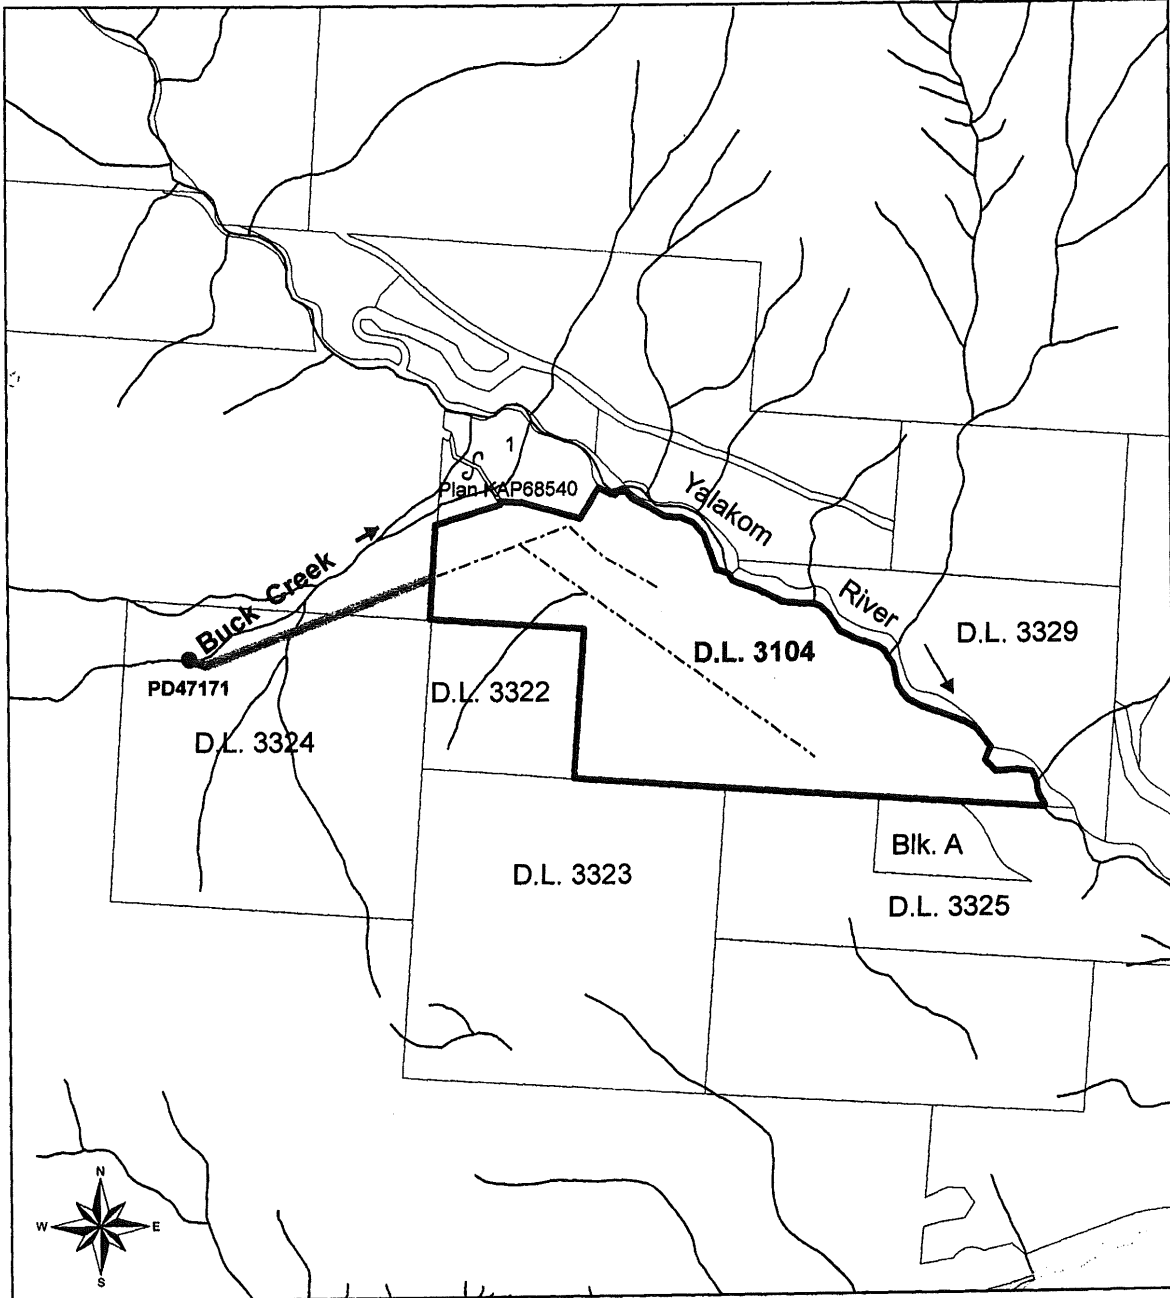 1
Plan KAP68540
Yalakom
River
Buck Creek
D.L. 3329
D.L. 3104
PD47171
D.L. 3322
D.L. 3324
Blk. A
D.L. 3323
D.L. 3325
N
W E
S